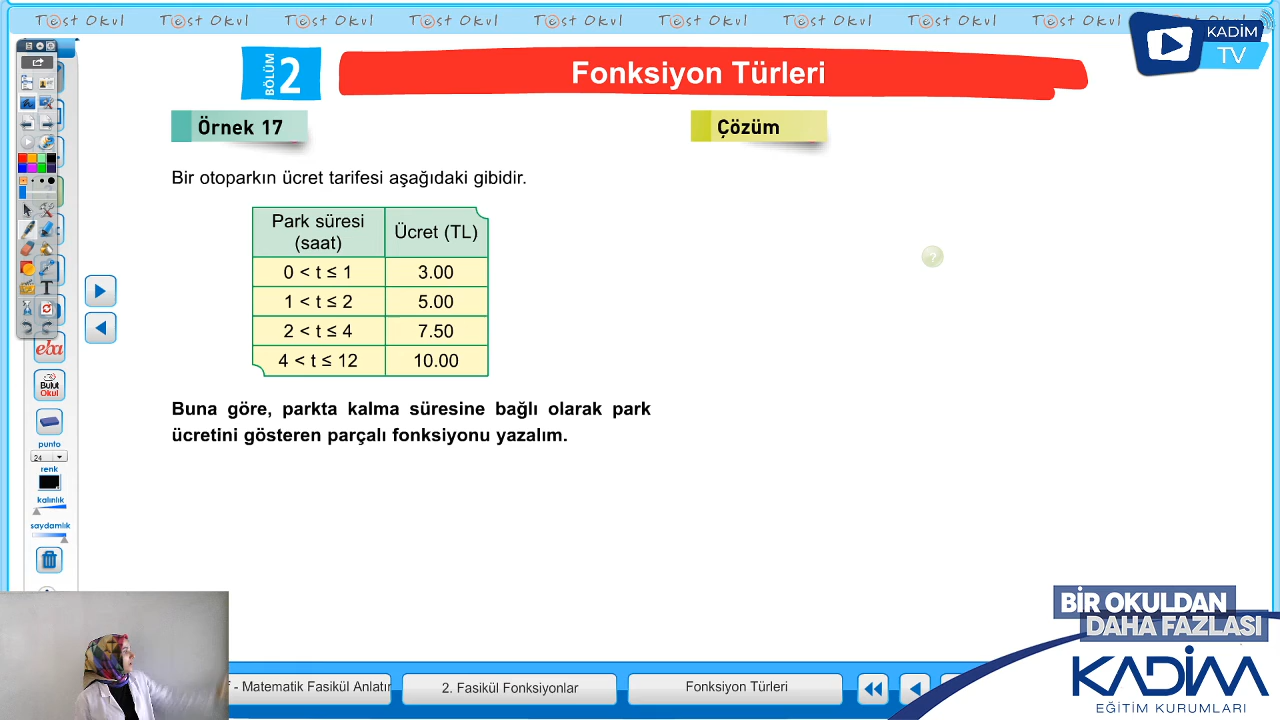 Test Okul Test Okul Test Okul Test Okul Test Okul Test Okul Test Okul Test Okul Test Okul
KADİM
TV
BÖLÜM
2
Fonksiyon Türleri
Örnek 17
Çözüm
Bir otoparkın ücret tarifesi aşağıdaki gibidir.
Park süresi
(saat)
Ücret (TL)
0 < t ≤ 1 3.00
1 < t ≤ 2 5.00
2 < t ≤ 4 7.50
4 < t ≤ 12 10.00
Buna göre, parkta kalma süresine bağlı olarak park
ücretini gösteren parçalı fonksiyonu yazalım.
?
T
eba
Bulut
Okul
punto
24
renk
kalınlık
saydamlık
- Matematik Fasikül Anlatır
2. Fasikül Fonksiyonlar
Fonksiyon Türleri
BİR OKULDAN
DAHA FAZLASI
KADİM
EĞİTİM KURUMLARI